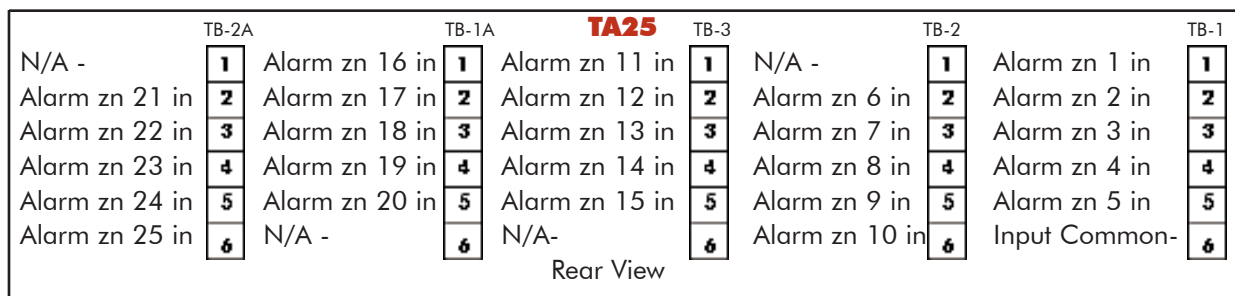 TB-2A TB-1A TA25 TB-3 TB-2 TB-1
N/A - 1 Alarm zn 16 in 1 Alarm zn 11 in 1 N/A - 1 Alarm zn 1 in 1
Alarm zn 21 in 2 Alarm zn 17 in 2 Alarm zn 12 in 2 Alarm zn 6 in 2 Alarm zn 2 in 2
Alarm zn 22 in 3 Alarm zn 18 in 3 Alarm zn 13 in 3 Alarm zn 7 in 3 Alarm zn 3 in 3
Alarm zn 23 in 4 Alarm zn 19 in 4 Alarm zn 14 in 4 Alarm zn 8 in 4 Alarm zn 4 in 4
Alarm zn 24 in 5 Alarm zn 20 in 5 Alarm zn 15 in 5 Alarm zn 9 in 5 Alarm zn 5 in 5
Alarm zn 25 in 6 N/A - 6 N/A- 6 Alarm zn 10 in 6 Input Common- 6
Rear View